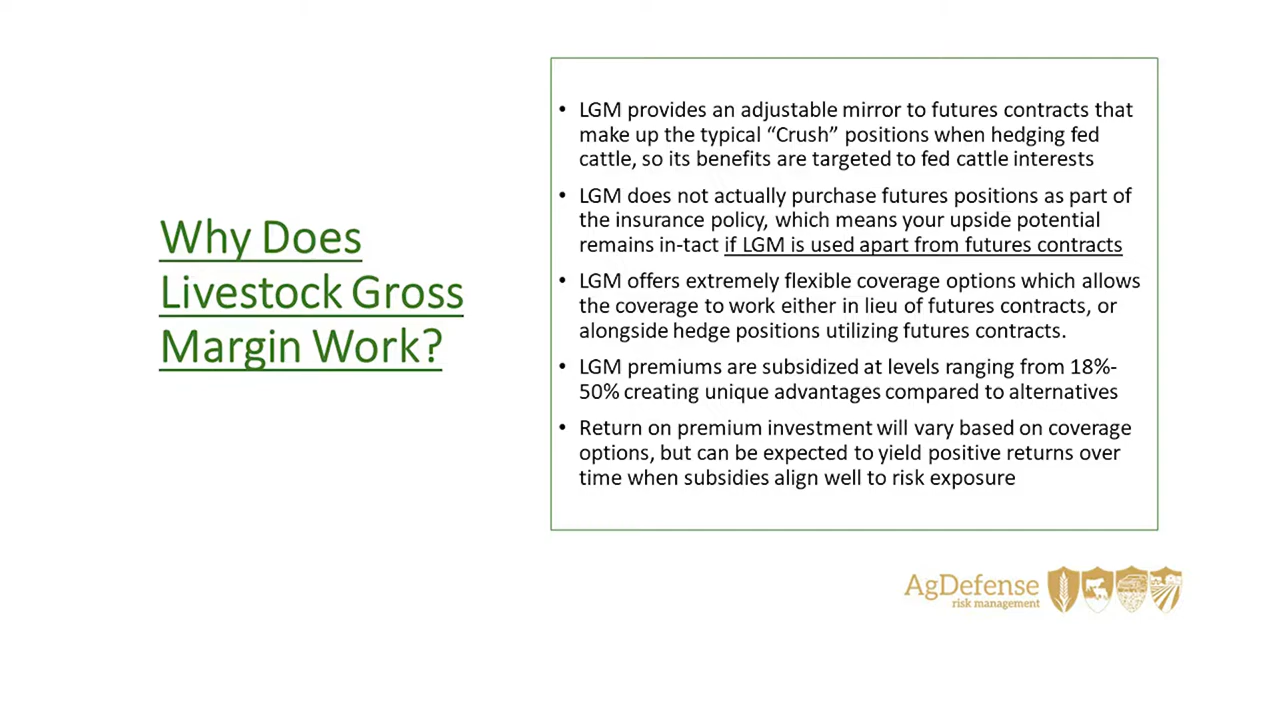 Why Does
Livestock Gross
Margin Work?
• LGM provides an adjustable mirror to futures contracts that
make up the typical “Crush” positions when hedging fed
cattle, so its benefits are targeted to fed cattle interests
• LGM does not actually purchase futures positions as part of
the insurance policy, which means your upside potential
remains in-tact if LGM is used apart from futures contracts
• LGM offers extremely flexible coverage options which allows
the coverage to work either in lieu of futures contracts, or
alongside hedge positions utilizing futures contracts.
• LGM premiums are subsidized at levels ranging from 18%-
50% creating unique advantages compared to alternatives
• Return on premium investment will vary based on coverage
options, but can be expected to yield positive returns over
time when subsidies align well to risk exposure
AgDefense
risk management